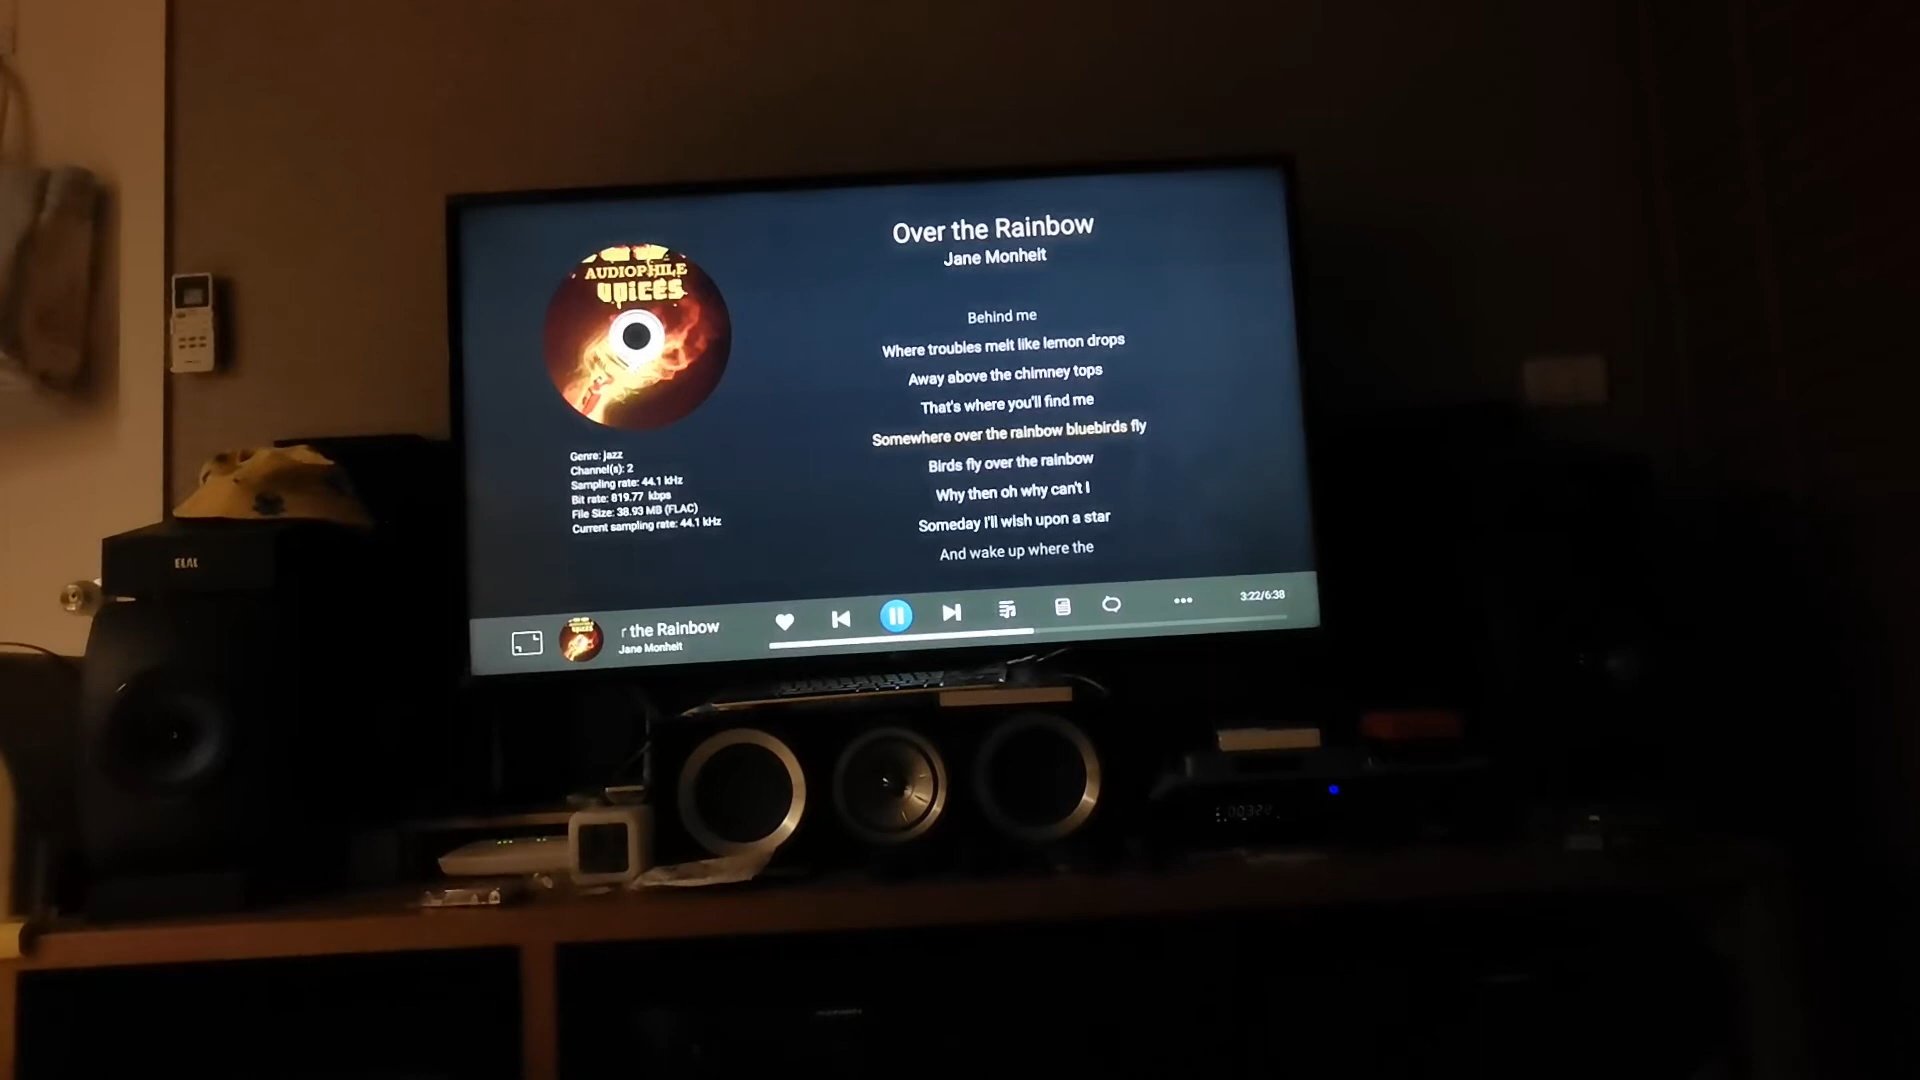 Over the Rainbow
Jane Monheit
AUDIOPHILE
VOICES
Behind me
Where troubles melt like lemon drops
Away above the chimney tops
That's where you'll find me
Somewhere over the rainbow bluebirds fly
Birds fly over the rainbow
Why then oh why can't I
Someday I'll wish upon a star
And wake up where the
Genre: jazz
Channel(s): 2
Sampling rate: 44.1 kHz
Bit rate: 819.77 kbps
File Size: 38.93 MB (FLAC)
Current sampling rate: 44.1 kHz
r the Rainbow
Jane Monheit
3:22/6:38
ELAC